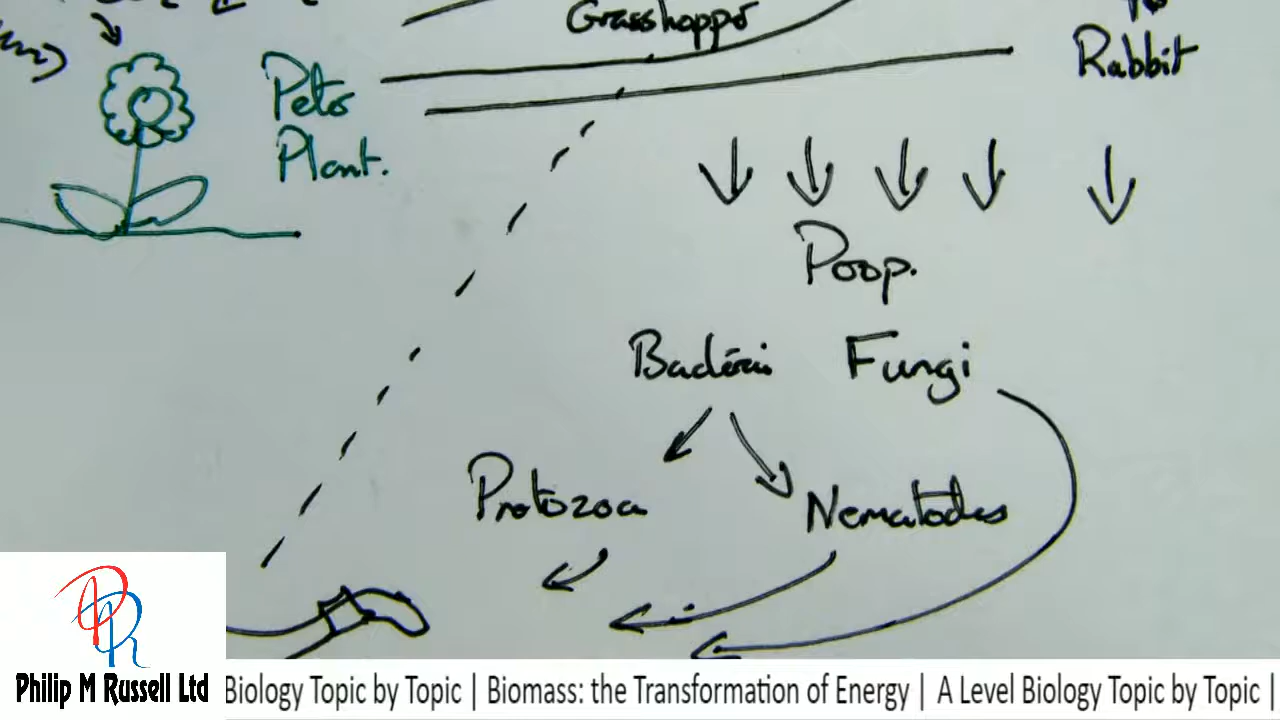 Grasshopper
Rabbit
Peter
Plant.
Poop.
Bacteria Fungi
Protozoa
Nematodes
Philip M Russell Ltd
Biology Topic by Topic | Biomass: the Transformation of Energy | A Level Biology Topic by Topic |